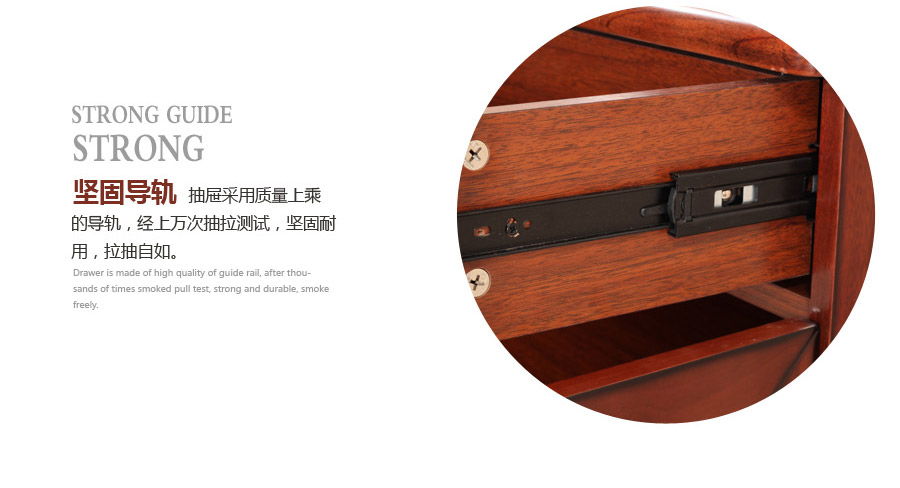 STRONG GUIDE
STRONG
坚固导轨 抽屉采用质量上乘
的导轨，经上万次抽拉测试，坚固耐
用，拉抽自如。
Drawer is made of high quality of guide rail, after thou-
sands of times smoked pull test, strong and durable, smoke
freely.